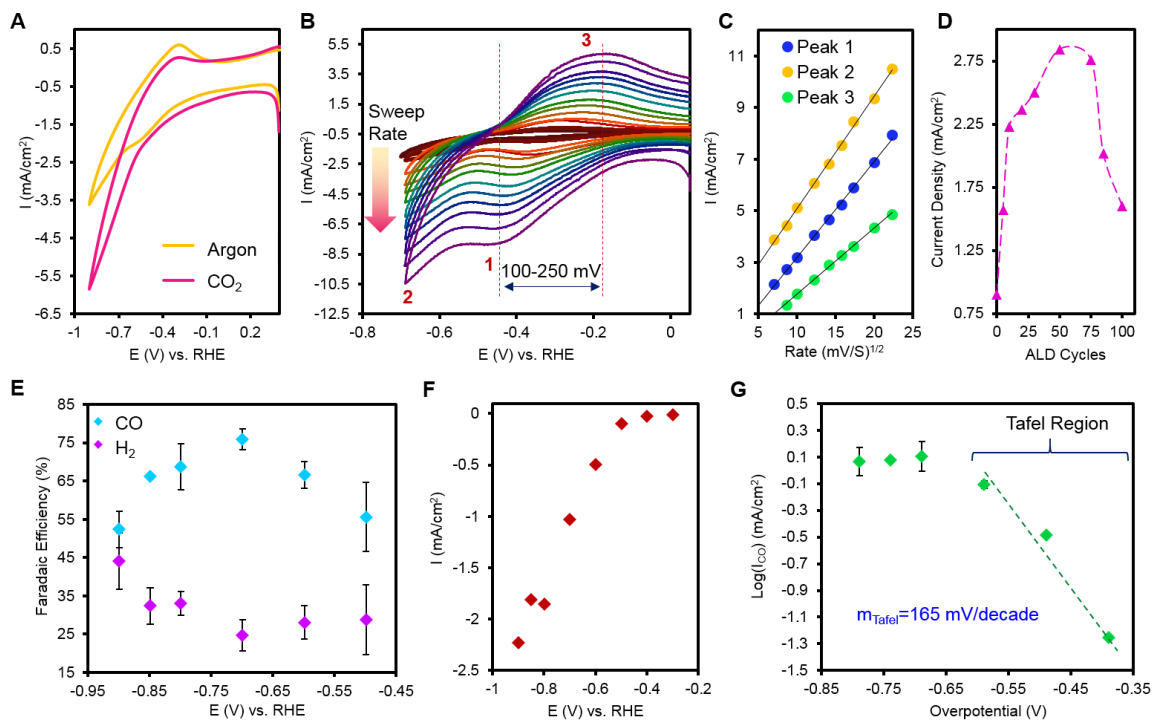 A
I (mA/cm²)
0.5
-0.5
-1.5
-2.5
-3.5
-4.5
-5.5
-6.5
Argon
CO₂
-1
-0.7
-0.4
-0.1
0.2
E (V) vs. RHE
B
I (mA/cm²)
5.5
3.5
1.5
-0.5
-2.5
-4.5
-6.5
-8.5
-10.5
-12.5
3
Sweep
Rate
1
2
100-250 mV
-0.8
-0.6
-0.4
-0.2
0
E (V) vs. RHE
C
I (mA/cm²)
11
9
7
5
3
1
Peak 1
Peak 2
Peak 3
5
10
15
20
25
Rate (mV/S)¹ᐟ²
D
Current Density (mA/cm²)
2.75
2.25
1.75
1.25
0.75
0
25
50
75
100
ALD Cycles
E
Faradaic Efficiency (%)
85
75
65
55
45
35
25
15
CO
H₂
-0.95
-0.85
-0.75
-0.65
-0.55
-0.45
E (V) vs. RHE
F
I (mA/cm²)
0
-0.5
-1
-1.5
-2
-2.5
-1
-0.8
-0.6
-0.4
-0.2
E (V) vs. RHE
G
Log(I_CO) (mA/cm²)
0.5
0.3
0.1
-0.1
-0.3
-0.5
-0.7
-0.9
-1.1
-1.3
-1.5
Tafel Region
m_Tafel=165 mV/decade
-0.85
-0.75
-0.65
-0.55
-0.45
-0.35
Overpotential (V)